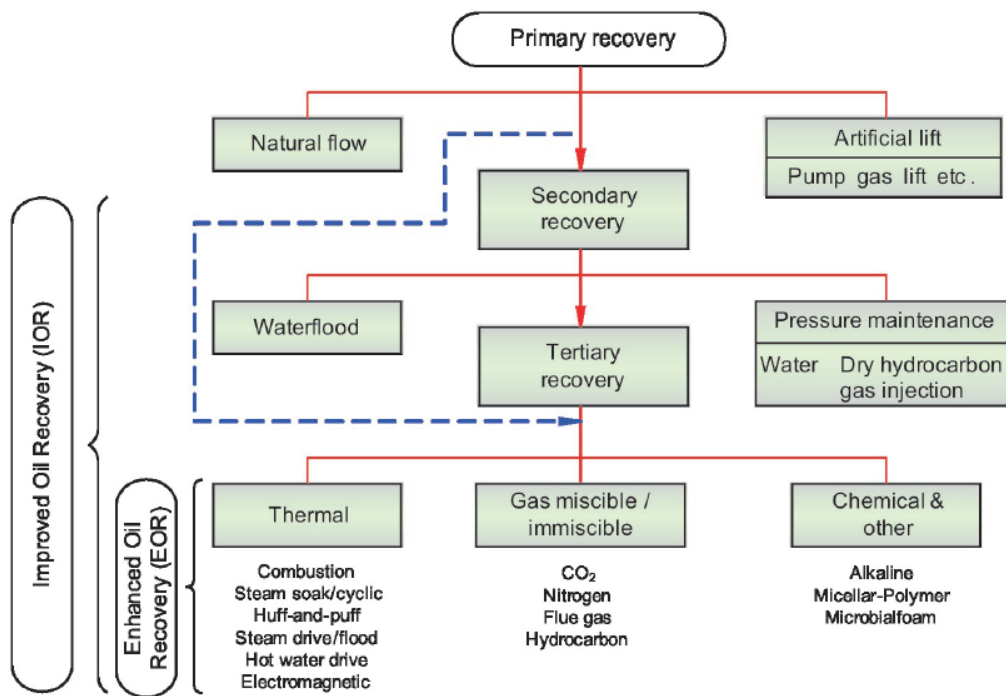 Primary recovery
Natural flow
Artificial lift
Pump gas lift etc.
Secondary
recovery
Waterflood
Pressure maintenance
Water Dry hydrocarbon
gas injection
Tertiary
recovery
Improved Oil Recovery (IOR)
Enhanced Oil
Recovery (EOR)
Thermal
Combustion
Steam soak/cyclic
Huff-and-puff
Steam drive/flood
Hot water drive
Electromagnetic
Gas miscible /
immiscible
CO₂
Nitrogen
Flue gas
Hydrocarbon
Chemical &
other
Alkaline
Micellar-Polymer
Microbialfoam